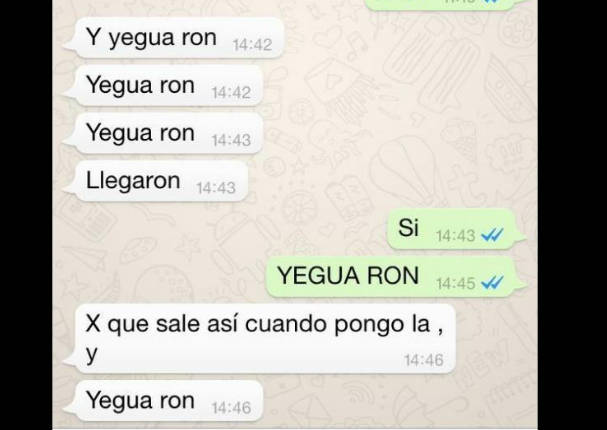 Y yegua ron 14:42
Yegua ron 14:42
Yegua ron 14:43
Llegaron 14:43
Si 14:43
YEGUA RON 14:45
X que sale así cuando pongo la ,
y 14:46
Yegua ron 14:46